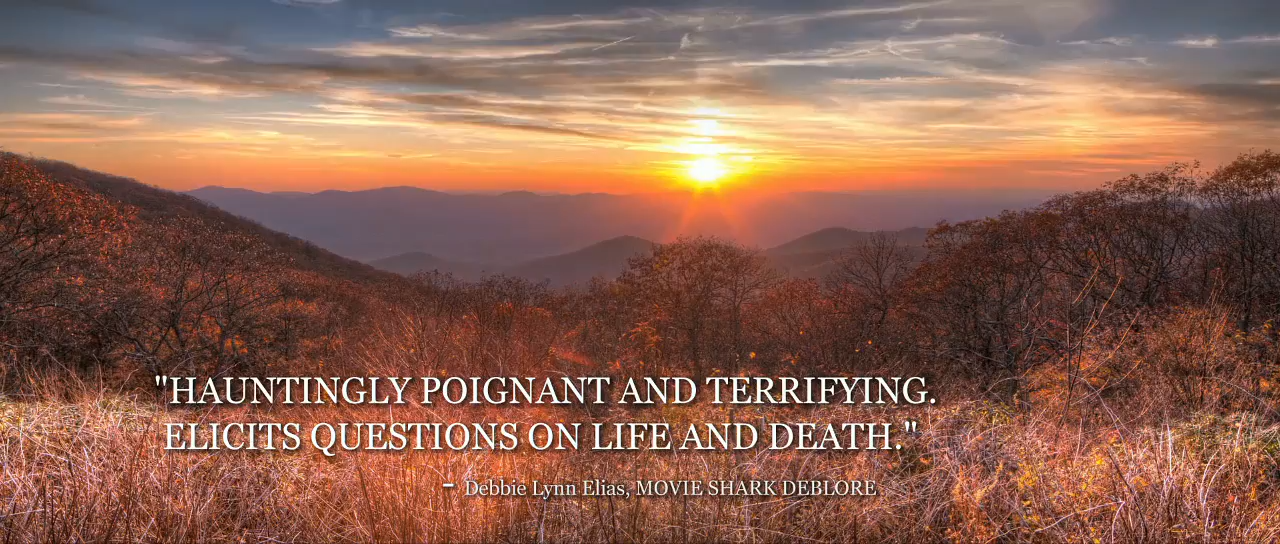 "HAUNTINGLY POIGNANT AND TERRIFYING.
ELICITS QUESTIONS ON LIFE AND DEATH."
- Debbie Lynn Elias, MOVIE SHARK DEBLORE